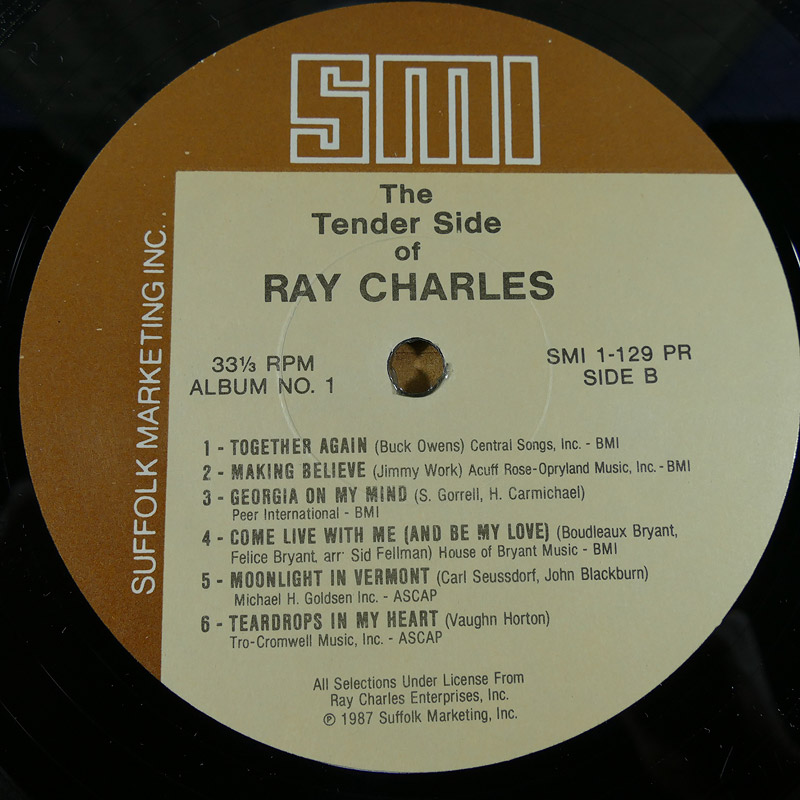 SMI
SUFFOLK MARKETING INC.
The
Tender Side
of
RAY CHARLES
33⅓ RPM
ALBUM NO. 1
SMI 1-129 PR
SIDE B
1 - TOGETHER AGAIN (Buck Owens) Central Songs, Inc. - BMI
2 - MAKING BELIEVE (Jimmy Work) Acuff Rose-Opryland Music, Inc. - BMI
3 - GEORGIA ON MY MIND (S. Gorrell, H. Carmichael)
Peer International - BMI
4 - COME LIVE WITH ME (AND BE MY LOVE) (Boudleaux Bryant,
Felice Bryant, arr: Sid Fellman) House of Bryant Music - BMI
5 - MOONLIGHT IN VERMONT (Carl Seussdorf, John Blackburn)
Michael H. Goldsen Inc. - ASCAP
6 - TEARDROPS IN MY HEART (Vaughn Horton)
Tro-Cromwell Music, Inc. - ASCAP
All Selections Under License From
Ray Charles Enterprises, Inc.
℗ 1987 Suffolk Marketing, Inc.